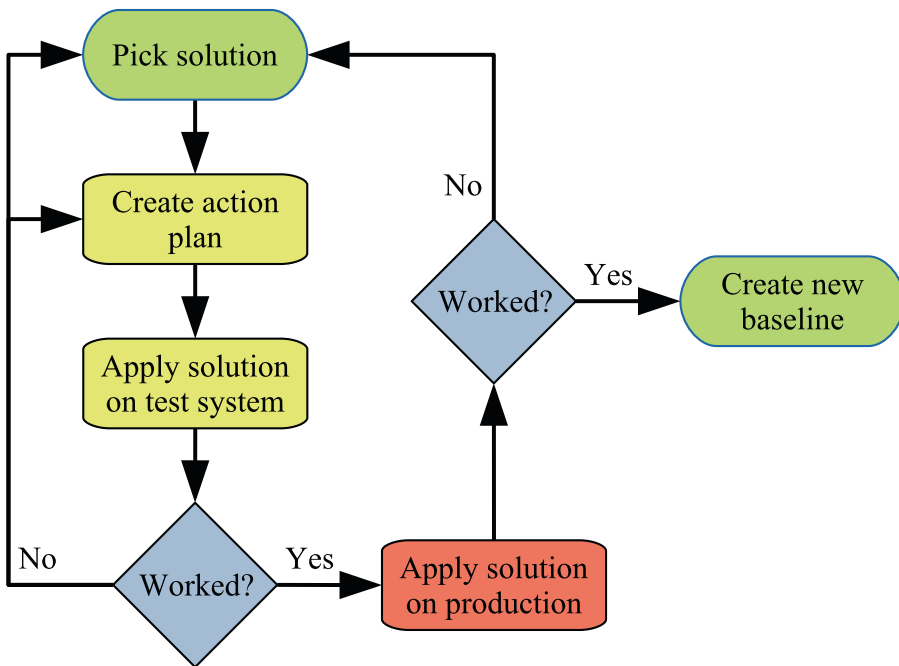 Pick solution
Create action
plan
Apply solution
on test system
Worked?
No
Yes
Apply solution
on production
Worked?
No
Yes
Create new
baseline